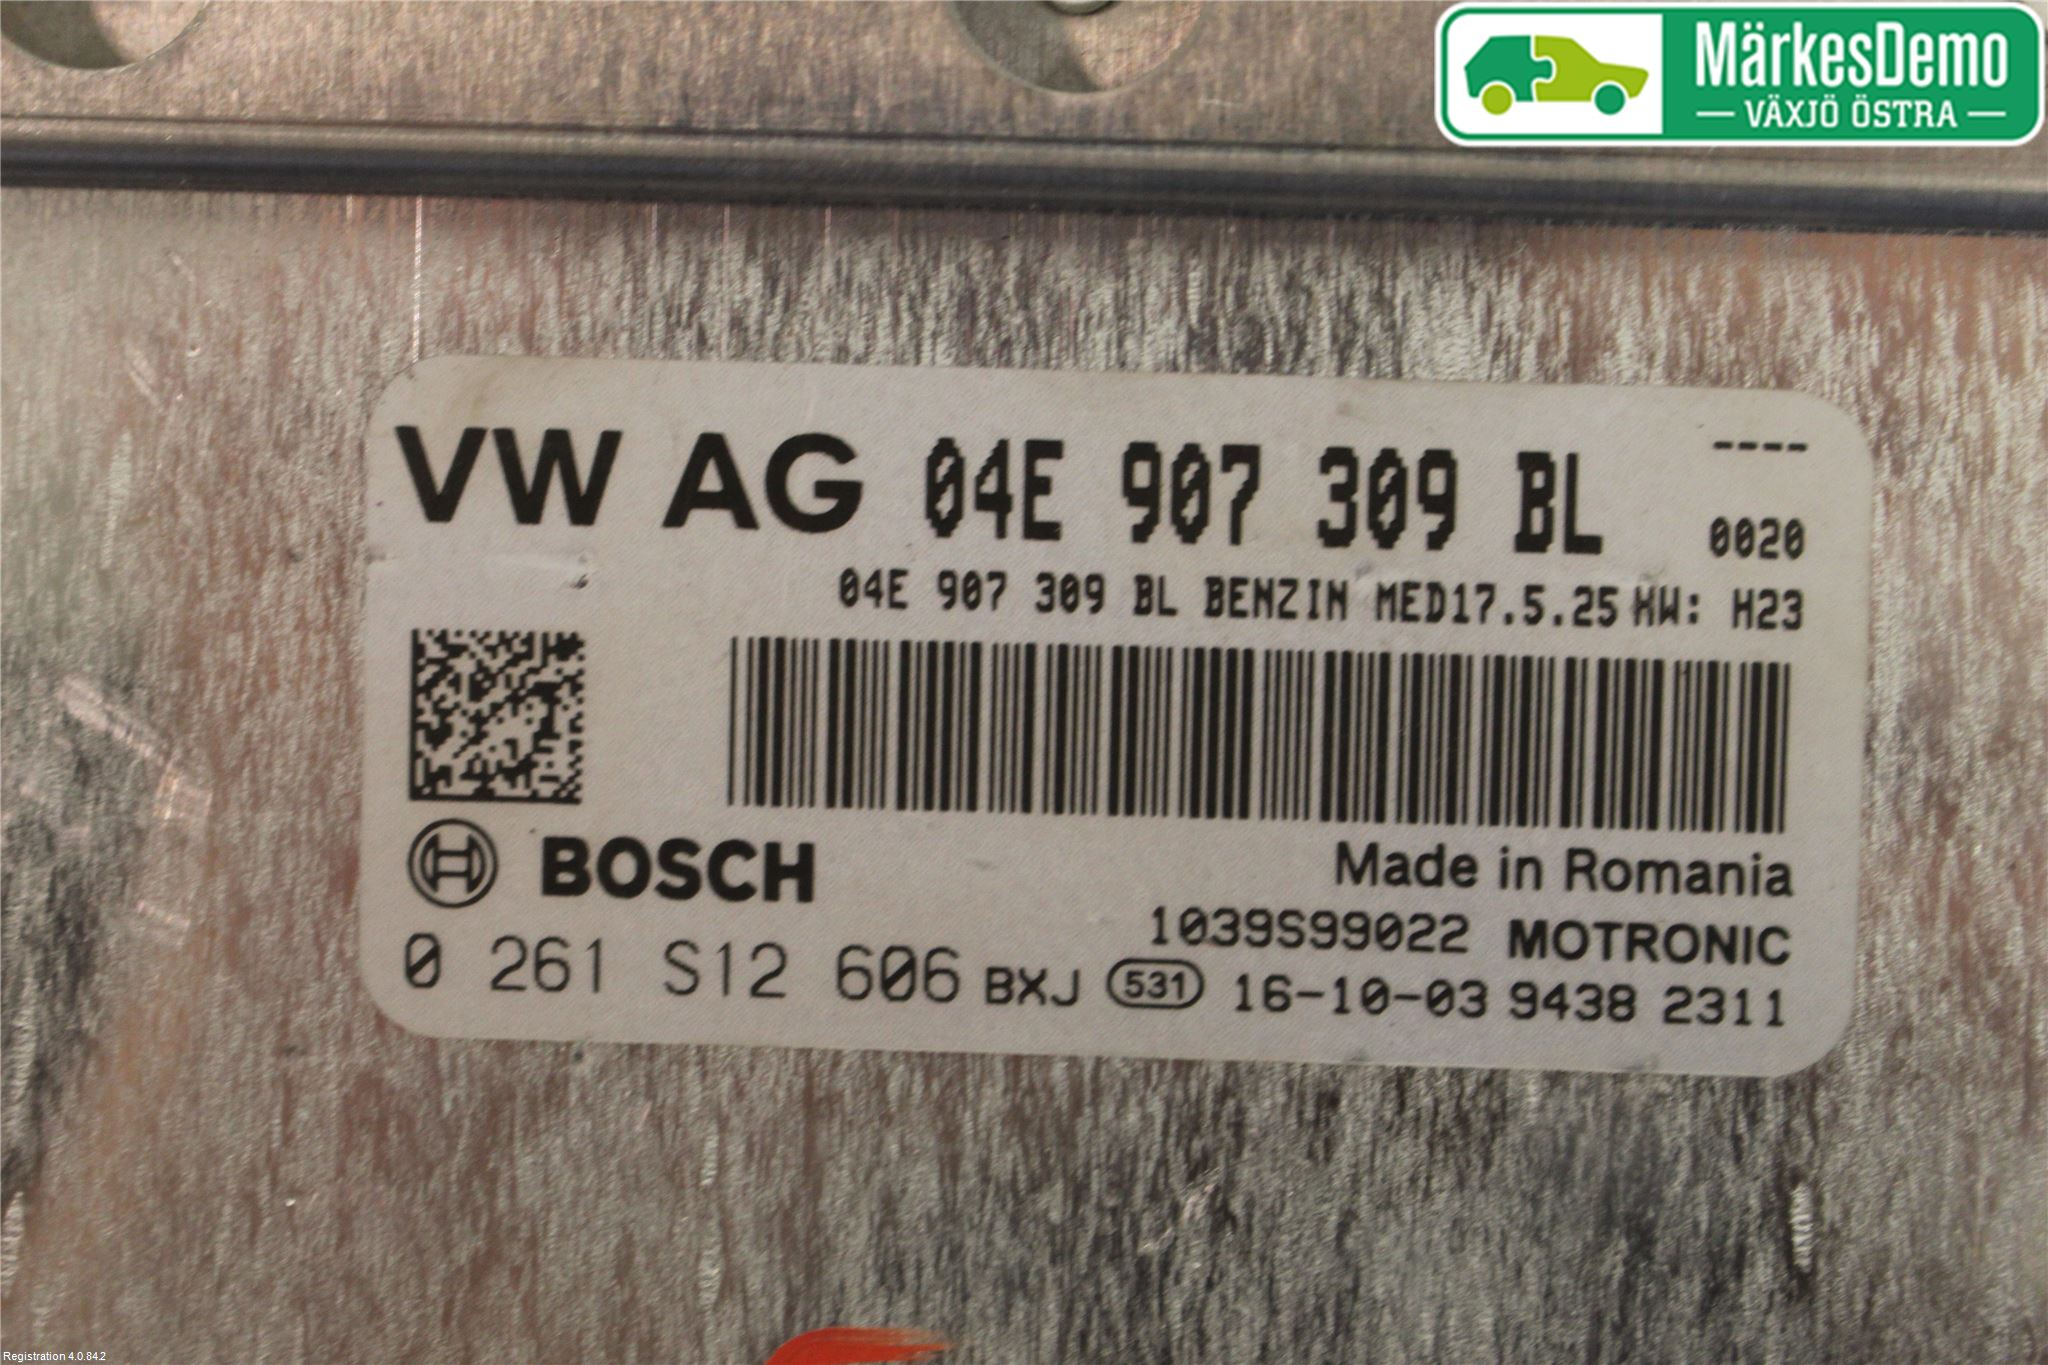 MärkesDemo
VÄXJÖ ÖSTRA
VW AG 04E 907 309 BL ----
0020
04E 907 309 BL BENZIN MED17.5.25 HW: H23
BOSCH
Made in Romania
1039S99022 MOTRONIC
0 261 S12 606 BXJ 531 16-10-03 9438 2311
Registration 4.0.84.2